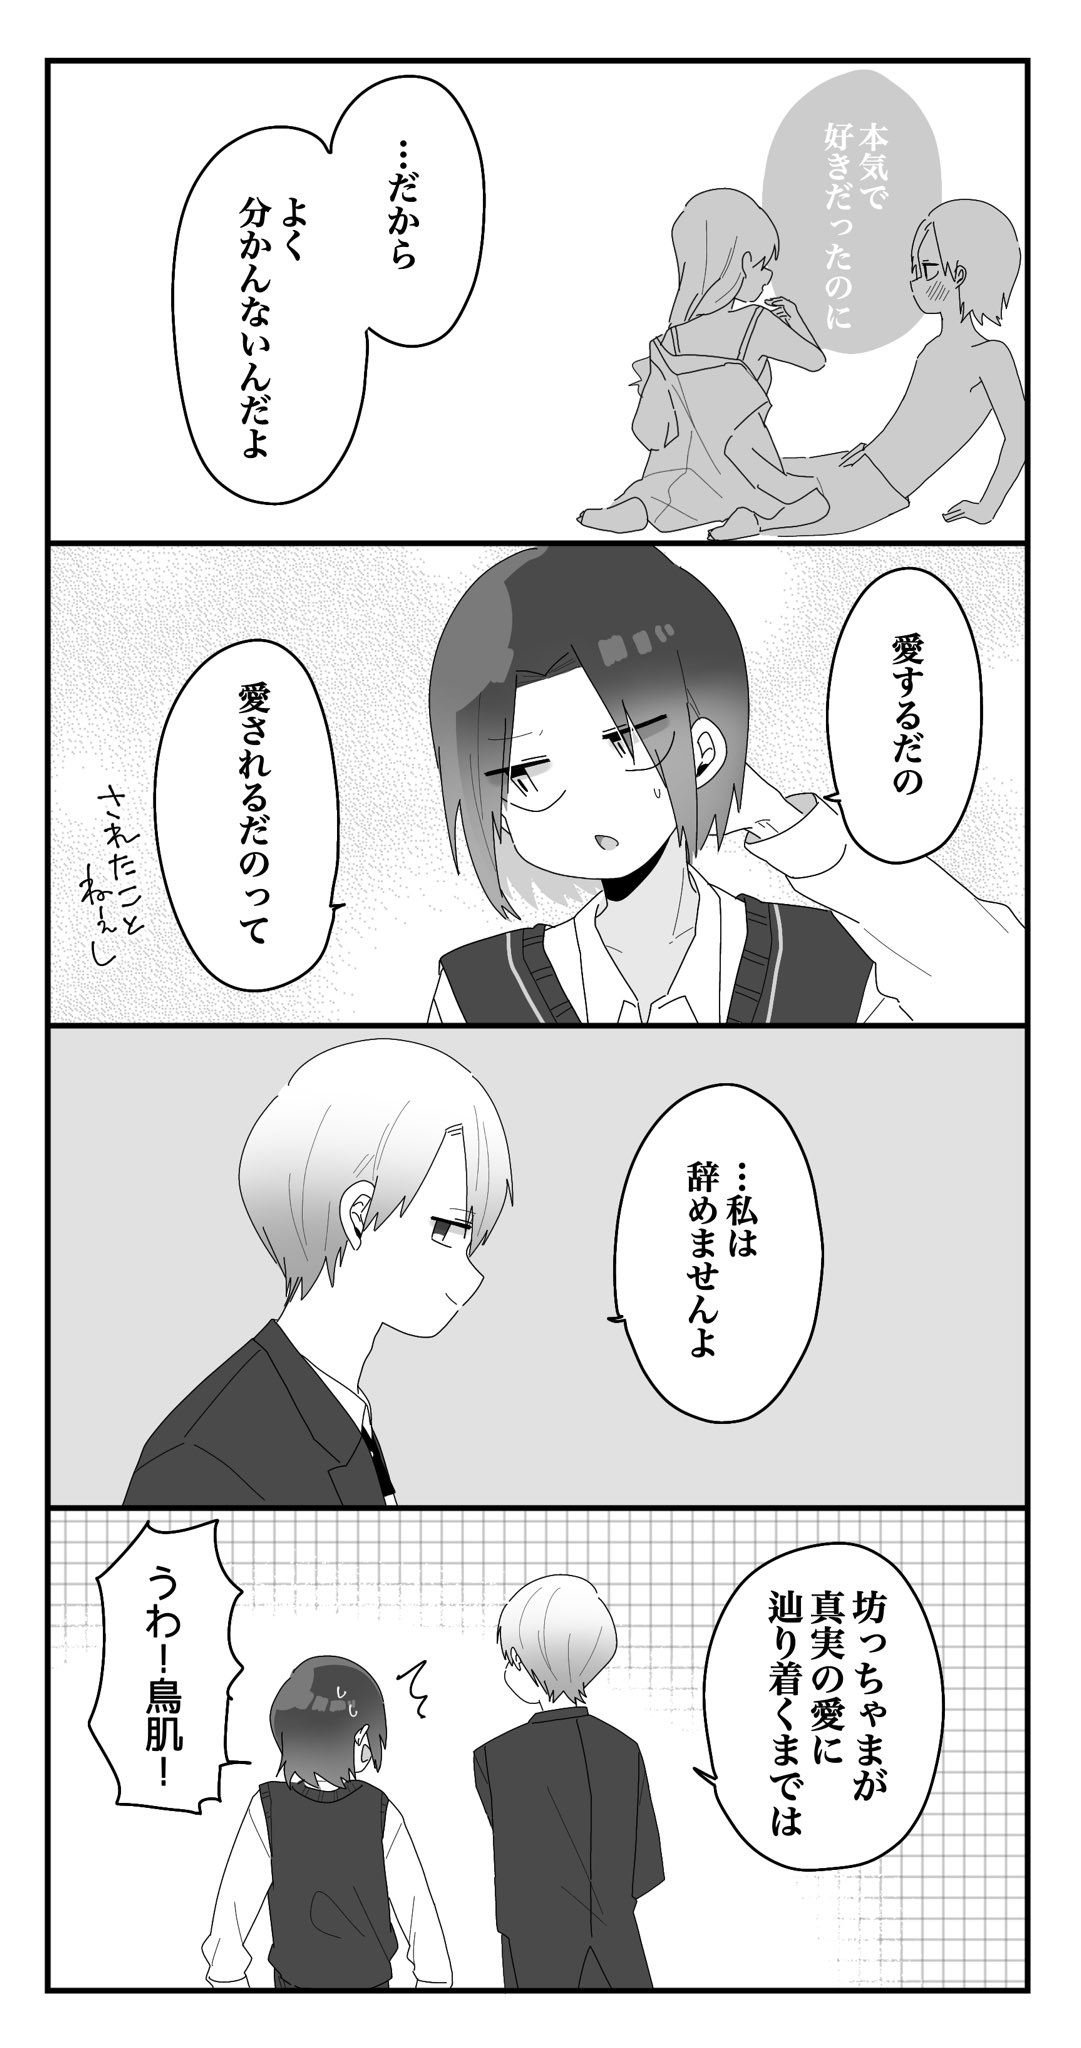 本気で
好きだったのに
…だから
よく
分かんないんだよ
愛するだの
愛されるだのって
されたこと
ねーし
…私は
辞めませんよ
坊っちゃまが
真実の愛に
辿り着くまでは
うわ！鳥肌！